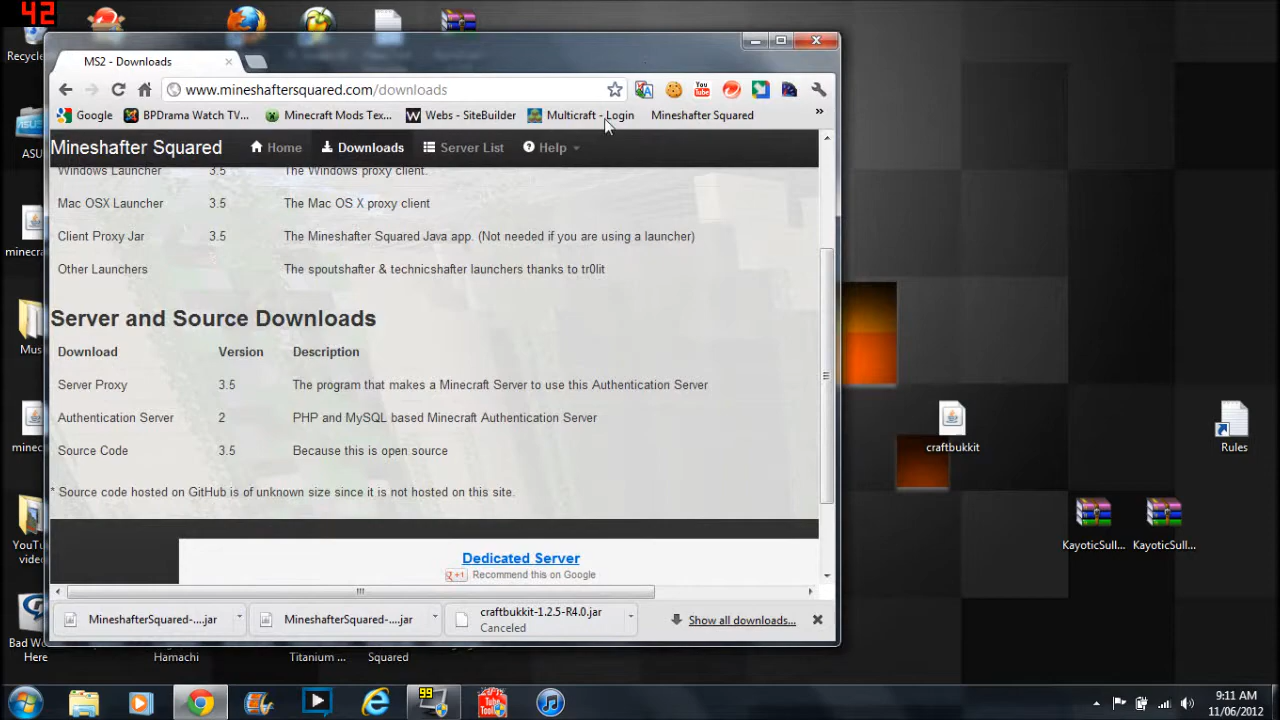 42
Recycle
MS2 - Downloads
www.mineshaftersquared.com/downloads
Google
BPDrama Watch TV...
Minecraft Mods Tex...
Webs - SiteBuilder
Multicraft - Login
Mineshafter Squared
»
Mineshafter Squared
Home
Downloads
Server List
Help
Windows Launcher 3.5 The Windows proxy client.
Mac OSX Launcher 3.5 The Mac OS X proxy client
Client Proxy Jar 3.5 The Mineshafter Squared Java app. (Not needed if you are using a launcher)
Other Launchers The spoutshafter & technicshafter launchers thanks to tr0lit
Server and Source Downloads
Download Version Description
Server Proxy 3.5 The program that makes a Minecraft Server to use this Authentication Server
Authentication Server 2 PHP and MySQL based Minecraft Authentication Server
Source Code 3.5 Because this is open source
* Source code hosted on GitHub is of unknown size since it is not hosted on this site.
Dedicated Server
+1 Recommend this on Google
MineshafterSquared-....jar
MineshafterSquared-....jar
craftbukkit-1.2.5-R4.0.jar
Canceled
Show all downloads...
ASU
minec
Mus
min
YouTu
video
Bad W
Here
Hamachi
Titanium ...
Squared
craftbukkit
Rules
KayoticSull...
KayoticSull...
99
You
Tube
Tool
9:11 AM
11/06/2012